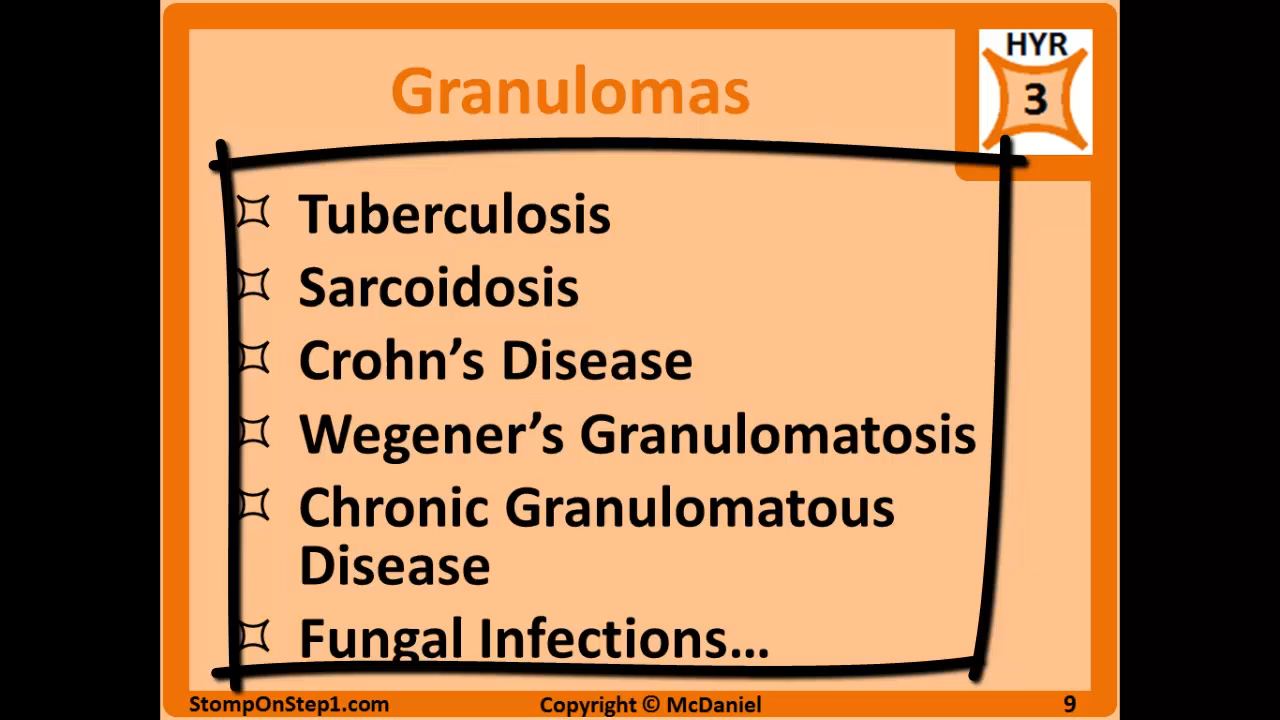 HYR
3
Granulomas
Tuberculosis
Sarcoidosis
Crohn’s Disease
Wegener’s Granulomatosis
Chronic Granulomatous
Disease
Fungal Infections...
StompOnStep1.com Copyright © McDaniel 9